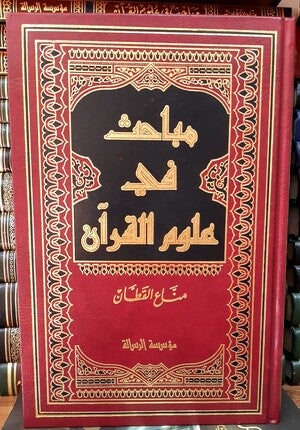 مباحث
في
علوم القرآن
مناع القطان
مؤسسة الرسالة